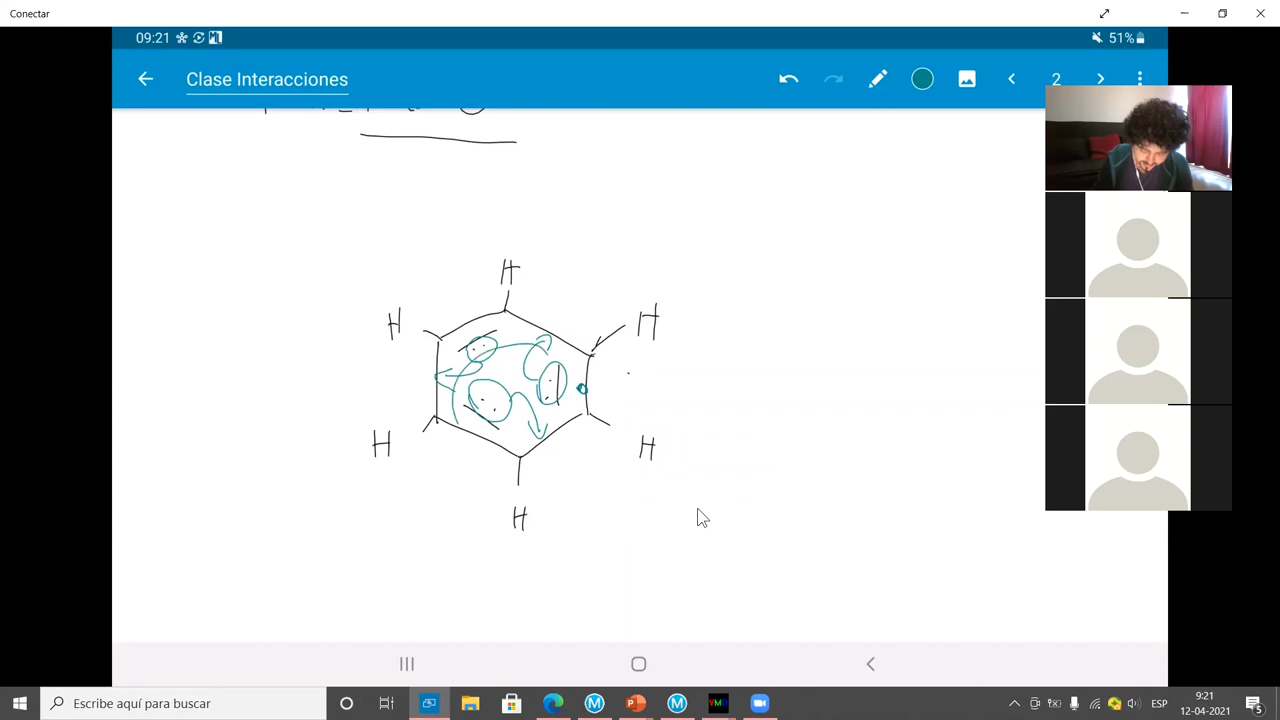 Conectar
09:21 51%
Clase Interacciones 2
H
H H
H H
H
Escribe aquí para buscar ESP 9:21
12-04-2021 5